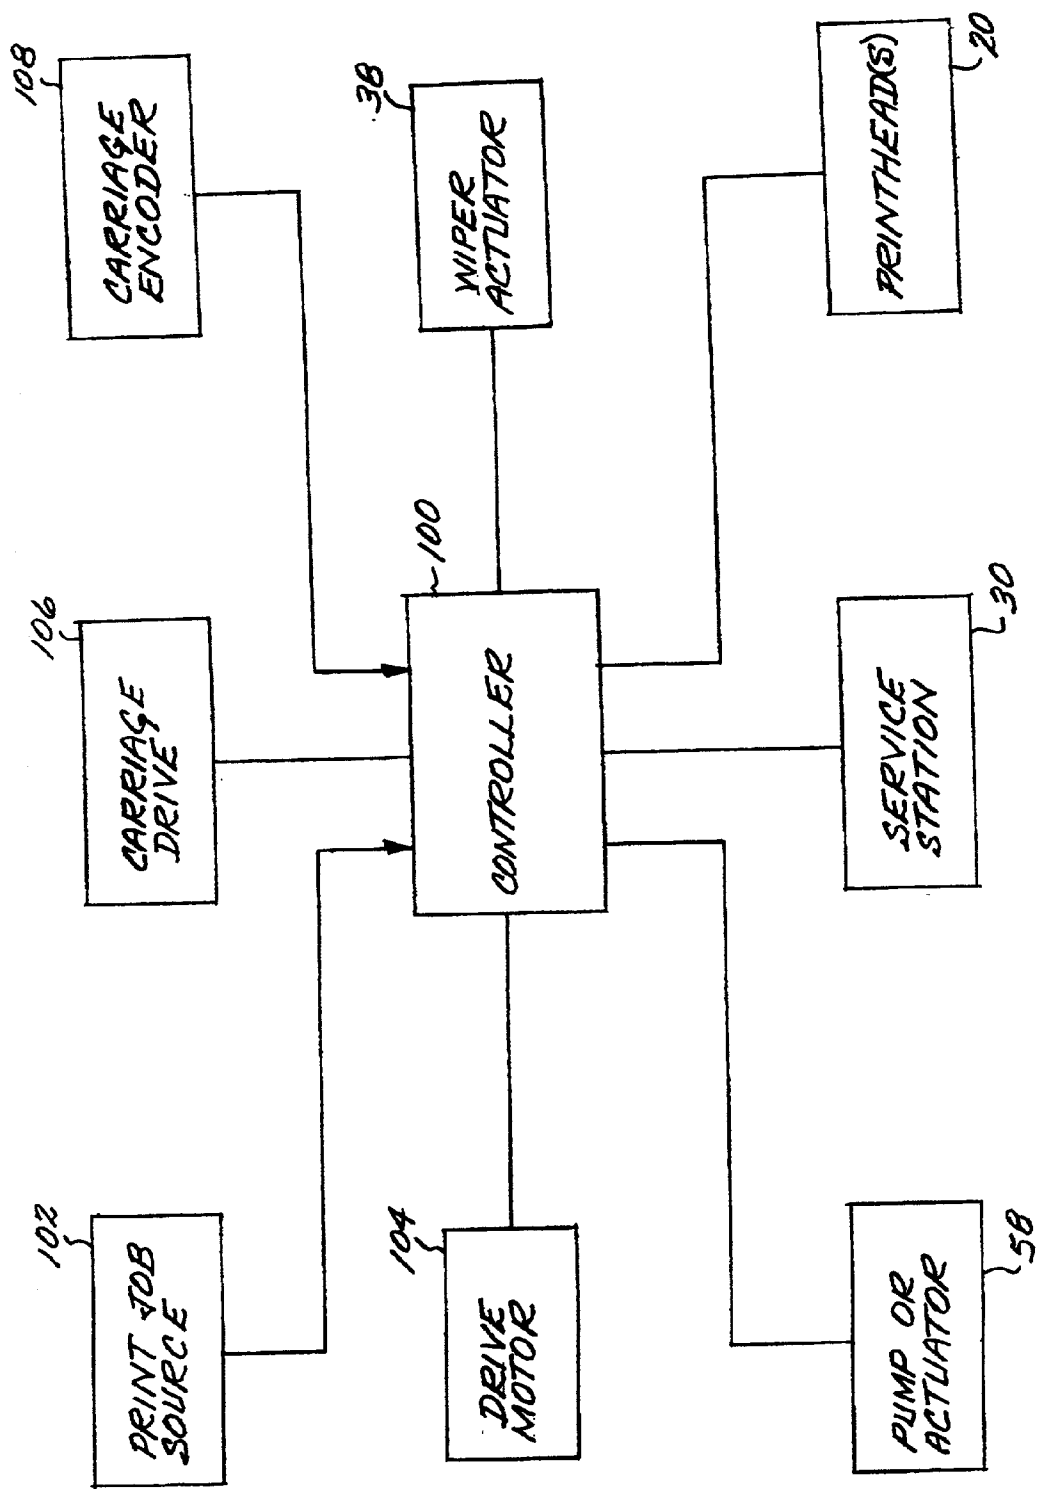 102
PRINT JOB
SOURCE
106
CARRIAGE
DRIVE
108
CARRIAGE
ENCODER
104
DRIVE
MOTOR
100
CONTROLLER
38
WIPER
ACTUATOR
PUMP OR
ACTUATOR
58
SERVICE
STATION
30
PRINTHEAD(S)
20